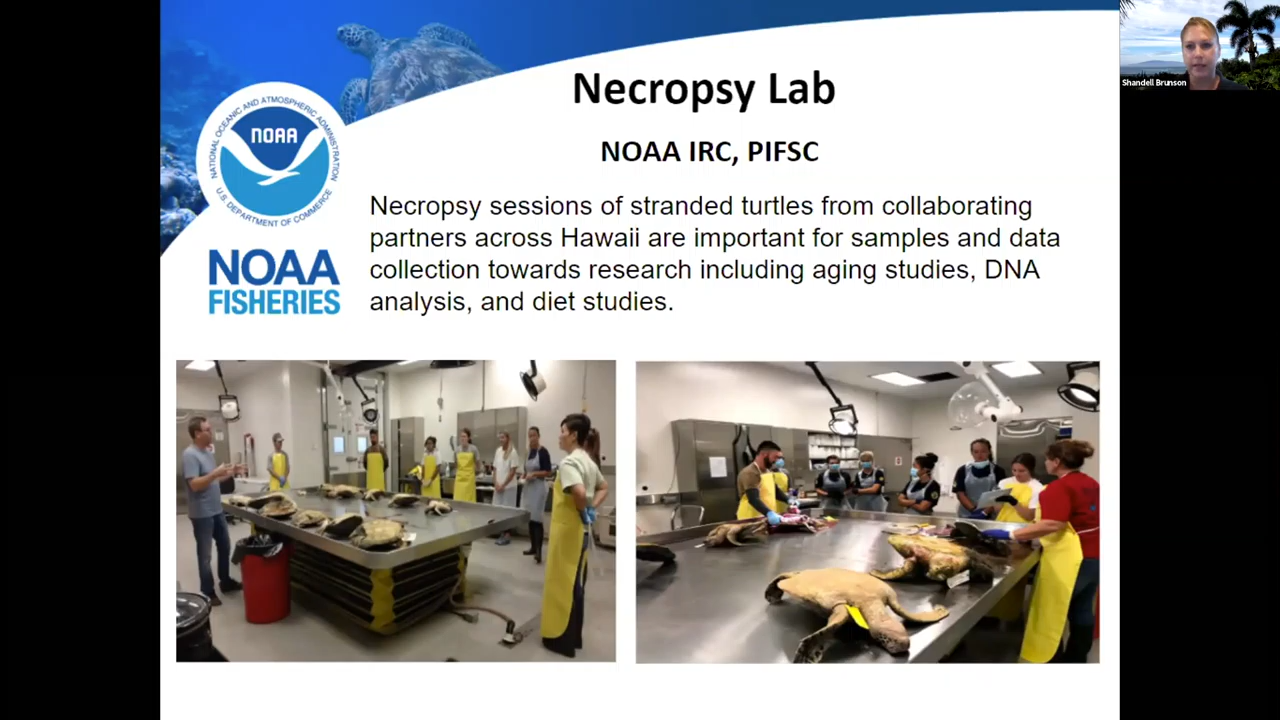 Necropsy Lab
Shandell Brunson
NOAA IRC, PIFSC
NATIONAL OCEANIC AND ATMOSPHERIC ADMINISTRATION
NOAA
U.S. DEPARTMENT OF COMMERCE
NOAA
FISHERIES
Necropsy sessions of stranded turtles from collaborating
partners across Hawaii are important for samples and data
collection towards research including aging studies, DNA
analysis, and diet studies.